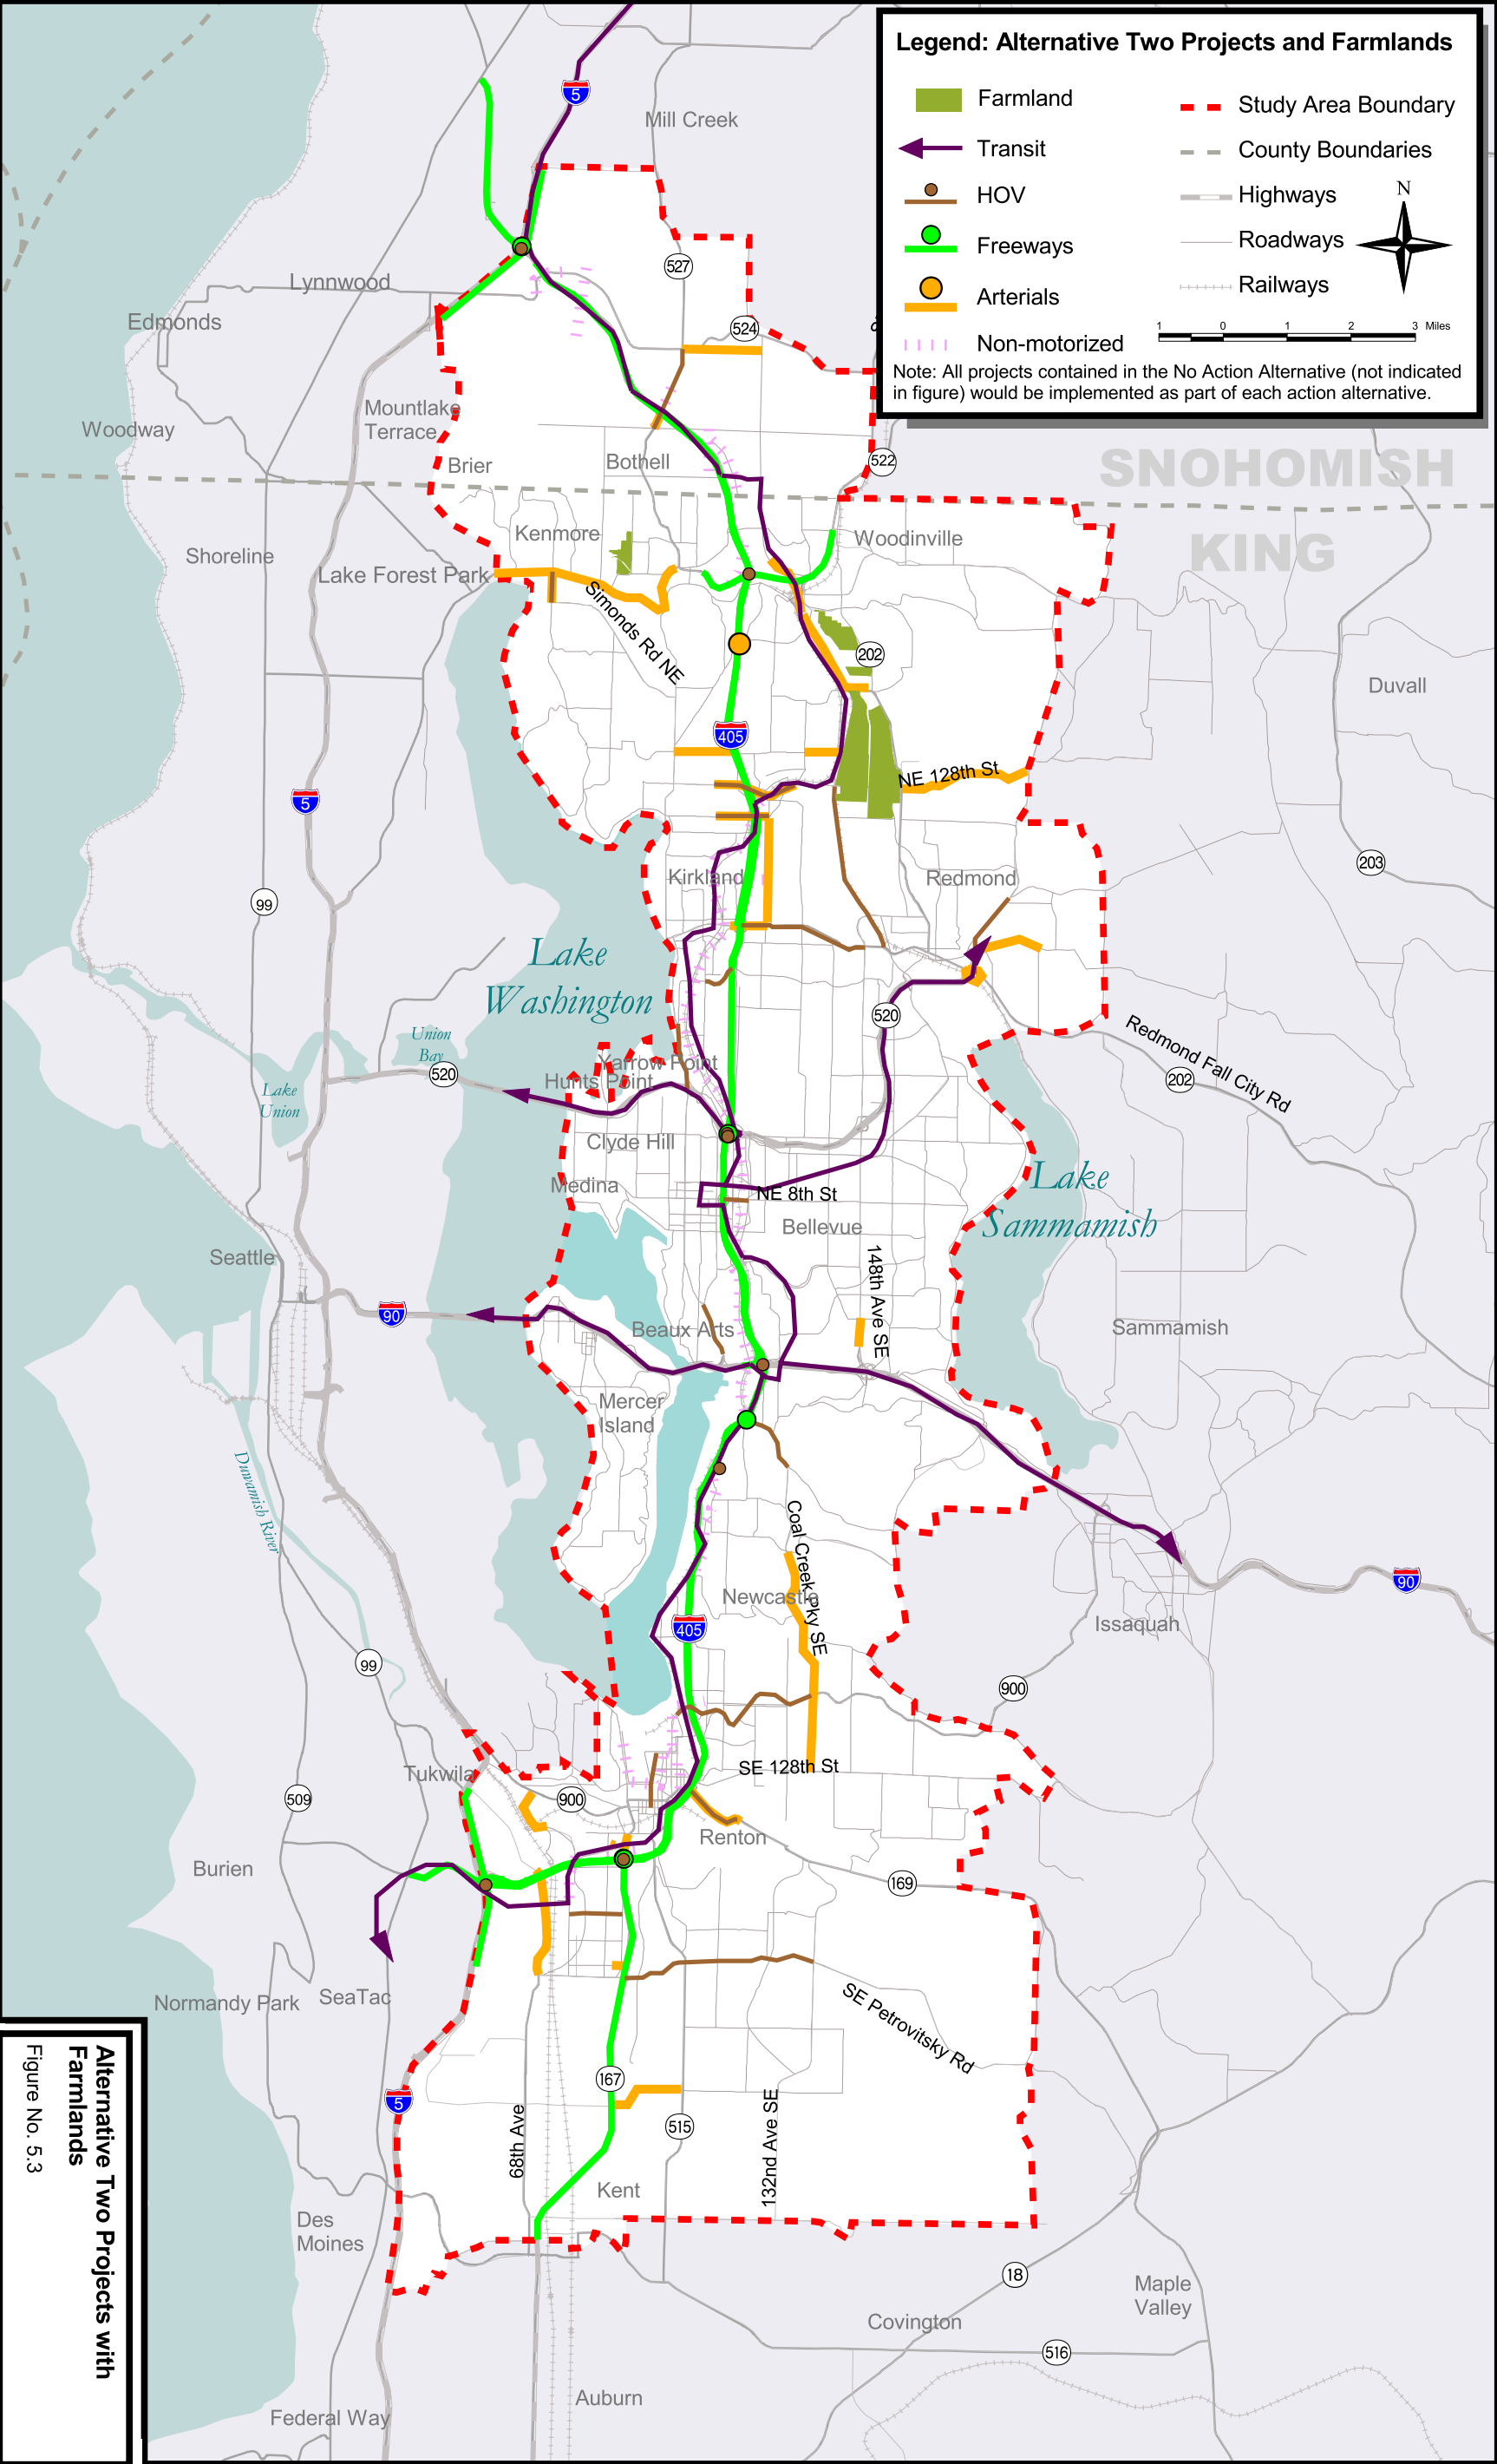 Legend: Alternative Two Projects and Farmlands
Farmland
Transit
HOV
Freeways
Arterials
Non-motorized
Study Area Boundary
County Boundaries
Highways
Roadways
Railways
N
1 0 1 2 3 Miles
Note: All projects contained in the No Action Alternative (not indicated
in figure) would be implemented as part of each action alternative.
5
Mill Creek
527
Lynnwood
Edmonds
524
Mountlake
Terrace
Woodway
Brier
Bothell
522
SNOHOMISH
KING
Kenmore
Woodinville
Shoreline
Lake Forest Park
Simonds Rd NE
202
Duvall
405
NE 128th St
5
203
Kirkland
Redmond
99
Lake
Washington
520
Union
Bay
520
Lake
Union
Yarrow Point
Hunts Point
Redmond Fall City Rd
202
Clyde Hill
Medina
NE 8th St
Lake
Sammamish
Bellevue
Seattle
148th Ave SE
90
Beaux Arts
Sammamish
Mercer
Island
Duwamish River
Coal Creek Pky SE
Newcastle
90
Issaquah
405
99
900
Tukwila
SE 128th St
509
900
Renton
Burien
169
Normandy Park
SeaTac
SE Petrovitsky Rd
167
5
515
68th Ave
132nd Ave SE
Kent
Des
Moines
18
Maple
Valley
Covington
516
Auburn
Federal Way
Alternative Two Projects with
Farmlands
Figure No. 5.3